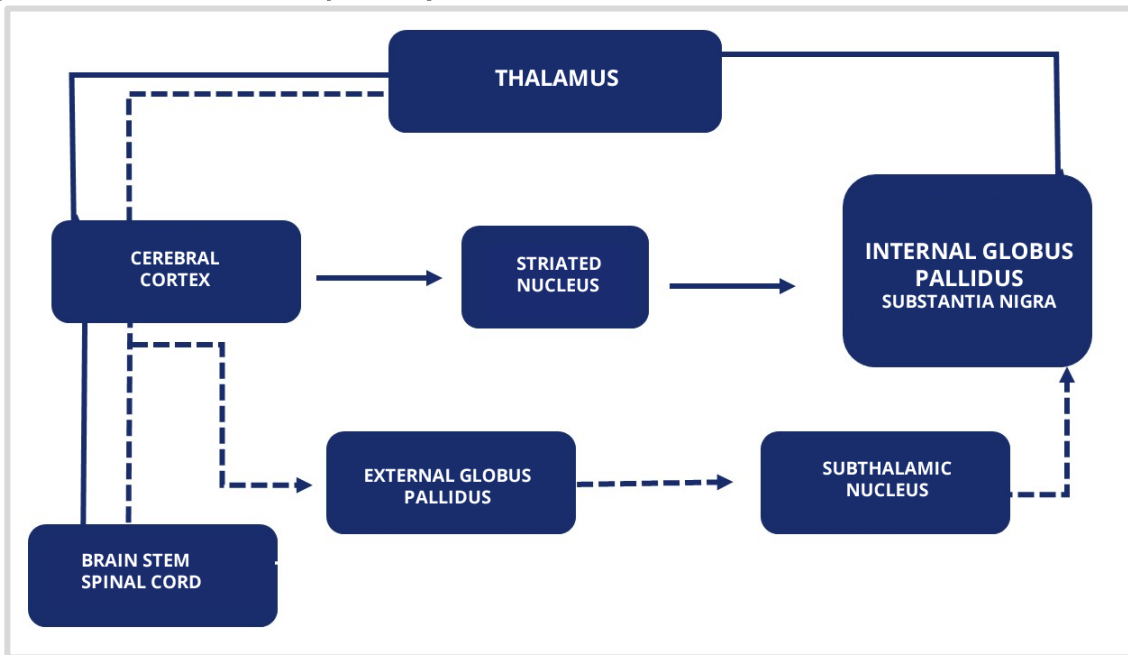 THALAMUS
CEREBRAL
CORTEX
STRIATED
NUCLEUS
INTERNAL GLOBUS
PALLIDUS
SUBSTANTIA NIGRA
EXTERNAL GLOBUS
PALLIDUS
SUBTHALAMIC
NUCLEUS
BRAIN STEM
SPINAL CORD